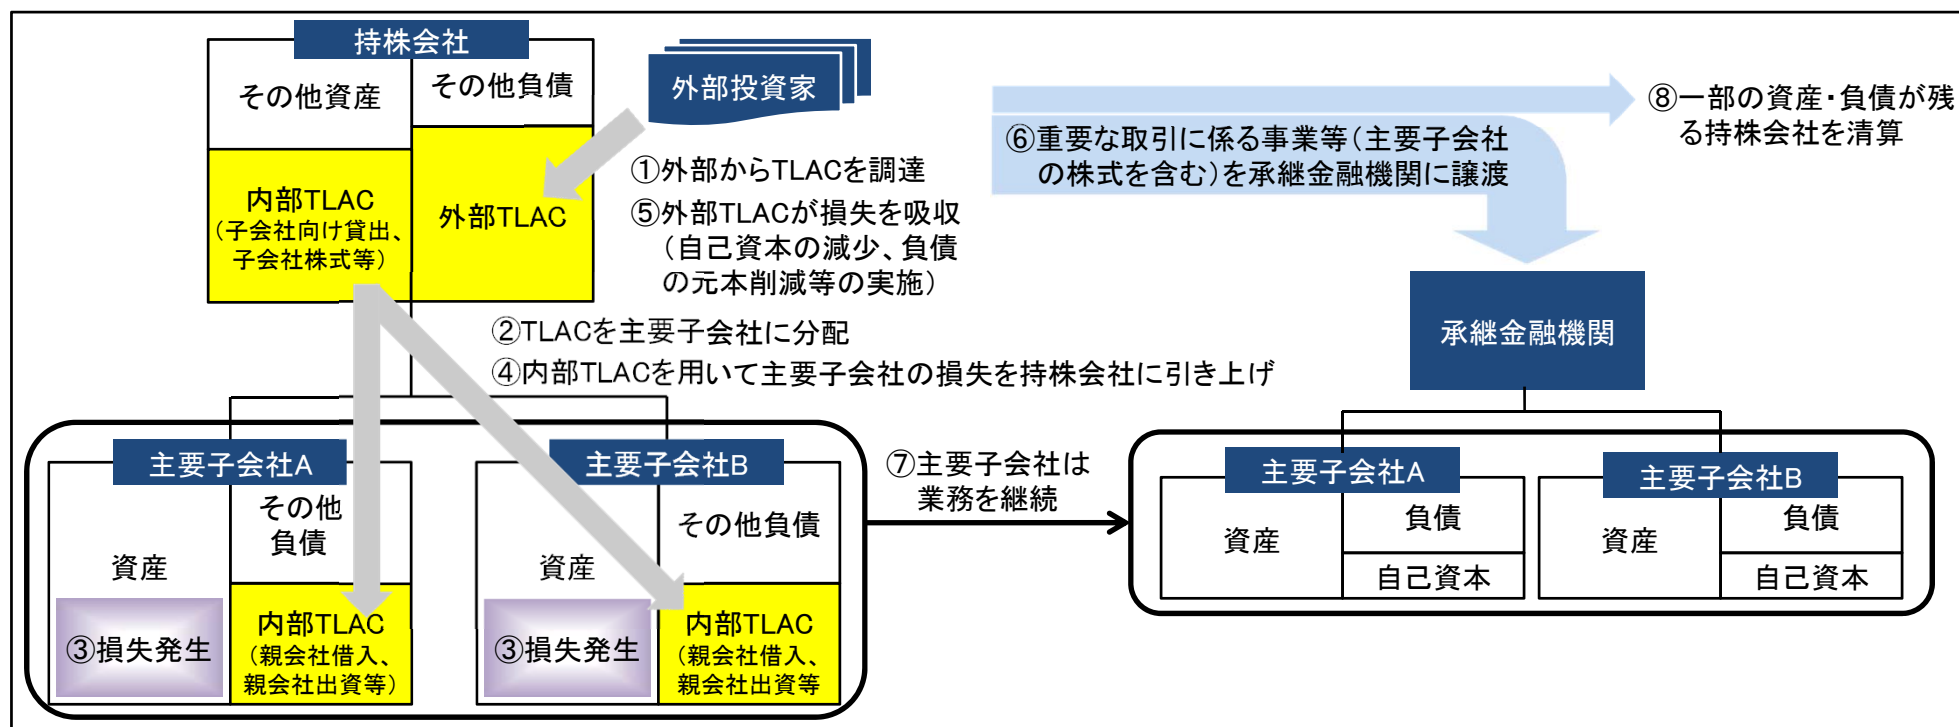 持株会社
その他資産
その他負債
内部TLAC
（子会社向け貸出、
子会社株式等）
外部TLAC
外部投資家
①外部からTLACを調達
⑤外部TLACが損失を吸収
（自己資本の減少、負債
の元本削減等の実施）
②TLACを主要子会社に分配
④内部TLACを用いて主要子会社の損失を持株会社に引き上げ
⑥重要な取引に係る事業等（主要子会社
の株式を含む）を承継金融機関に譲渡
⑧一部の資産・負債が残
る持株会社を清算
承継金融機関
主要子会社A
資産
その他
負債
③損失発生
内部TLAC
（親会社借入、
親会社出資等）
主要子会社B
資産
その他負債
③損失発生
内部TLAC
（親会社借入、
親会社出資等
⑦主要子会社は
業務を継続
主要子会社A
資産
負債
自己資本
主要子会社B
資産
負債
自己資本